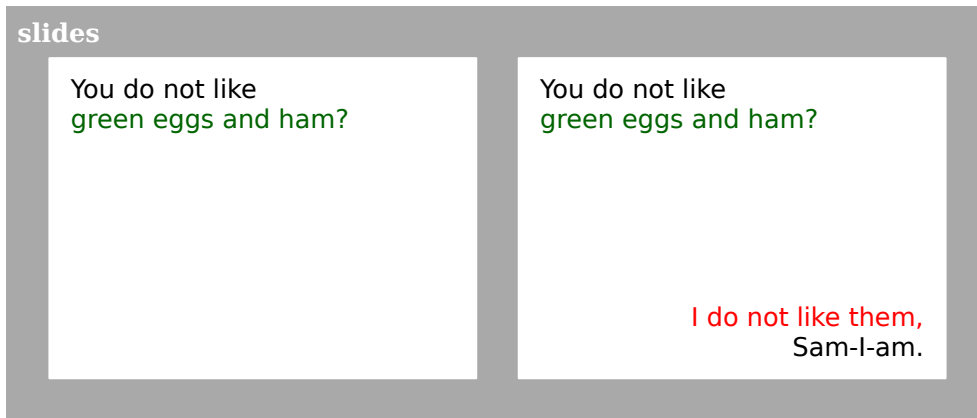 slides
You do not like
green eggs and ham?
You do not like
green eggs and ham?
I do not like them,
Sam-I-am.